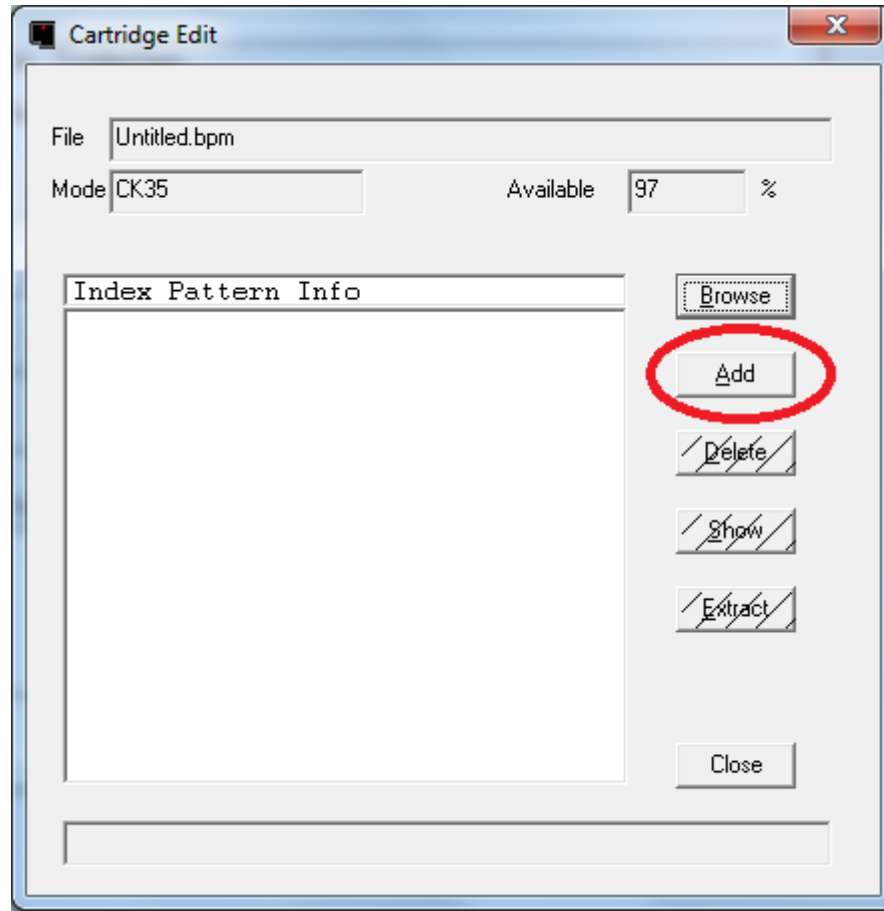 Cartridge Edit
File Untitled.bpm
Mode CK35 Available 97 %
Index Pattern Info
Browse
Add
Delete
Show
Extract
Close